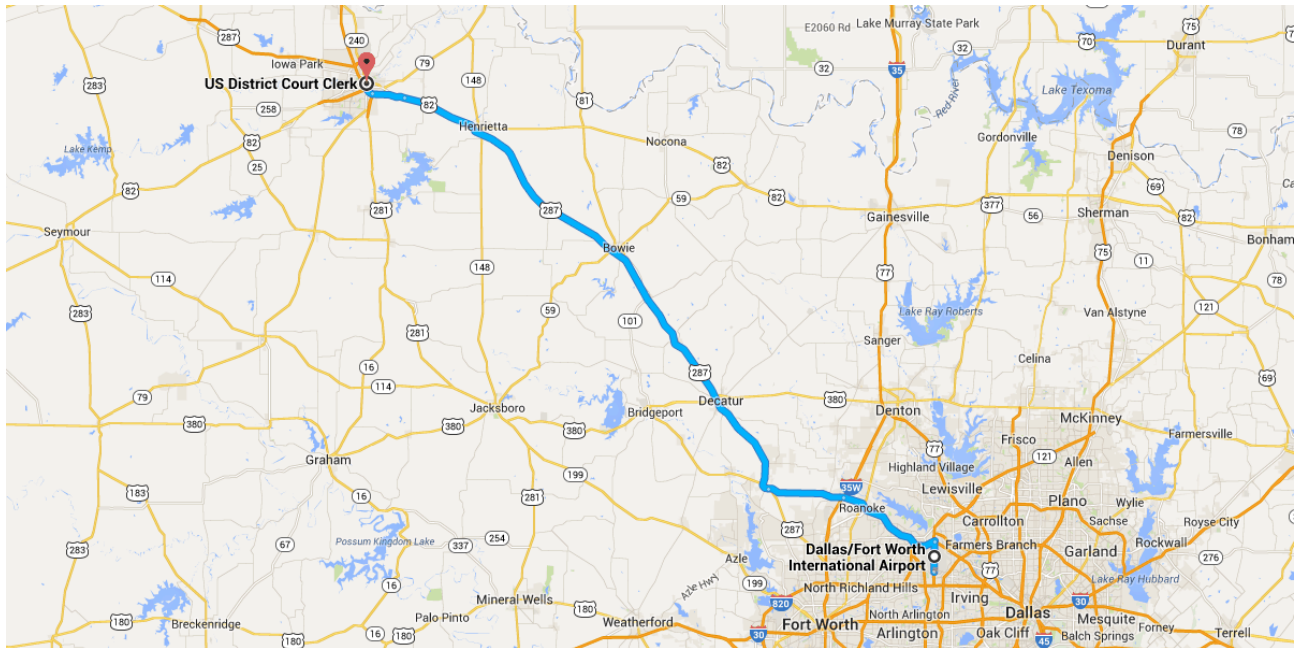 287
240
79
283
Iowa Park
148
US District Court Clerk
258
82
82
Henrietta
Lake Kemp
25
82
281
Seymour
114
283
148
281
16
114
79
Jacksboro
380
380
Graham
16
199
183
281
283
67
Possum Kingdom Lake
337
254
16
Mineral Wells
180
Breckenridge
16
180
Palo Pinto
180
E2060 Rd
Lake Murray State Park
32
32
35
Red River
70
75
Durant
75
Lake Texoma
81
Nocona
82
59
82
Gordonville
78
Denison
69
Gainesville
377
56
Sherman
82
Bonham
287
Bowie
77
75
11
78
59
101
Lake Ray Roberts
121
Van Alstyne
Sanger
Celina
287
69
Bridgeport
Decatur
380
Denton
McKinney
Farmersville
77
Frisco
121
Allen
Highland Village
Lewisville
35W
Plano
Wylie
Roanoke
Carrollton
Sachse
Royse City
287
Dallas/Fort Worth
International Airport
Farmers Branch
Garland
Rockwall
276
Azle
77
199
Azle Hwy
North Richland Hills
Irving
Lake Ray Hubbard
820
North Arlington
Dallas
30
Weatherford
30
Fort Worth
Arlington
Oak Cliff
Mesquite
Forney
Terrell
45
Balch Springs